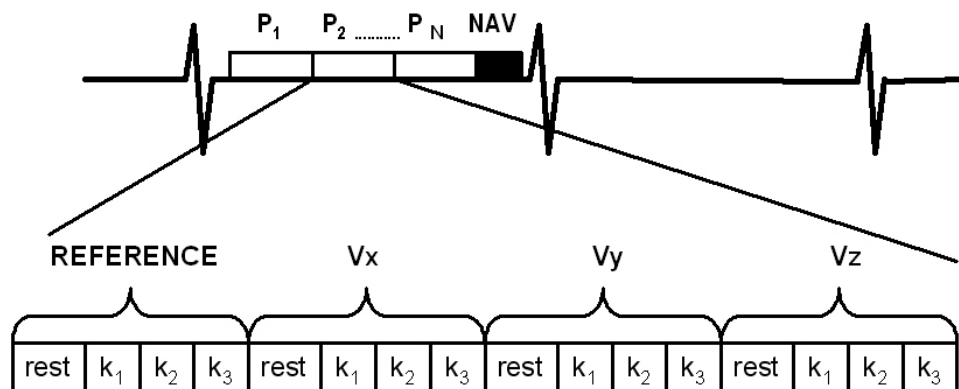 P₁ P₂ ........... P N NAV
REFERENCE Vx Vy Vz
rest k₁ k₂ k₃ rest k₁ k₂ k₃ rest k₁ k₂ k₃ rest k₁ k₂ k₃